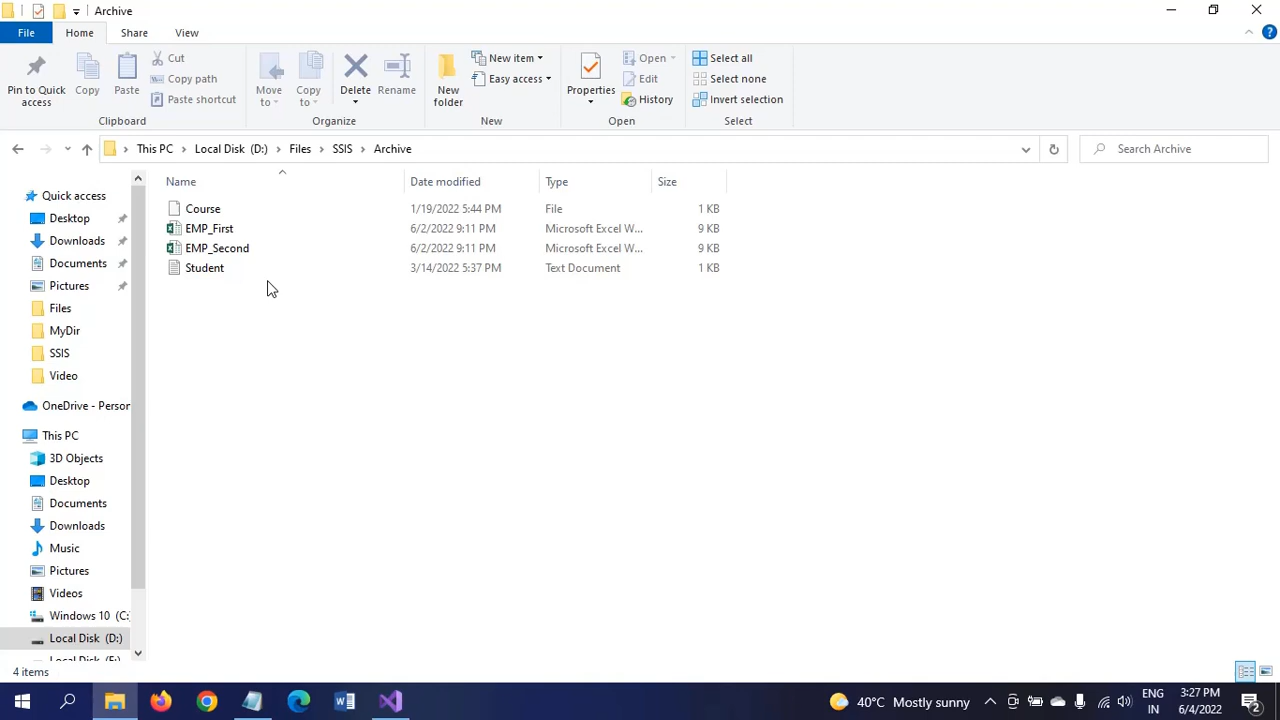 Archive
File Home Share View
Pin to Quick access
Copy
Paste
Cut
Copy path
Paste shortcut
Clipboard
Move to
Copy to
Delete
Rename
Organize
New folder
New item
Easy access
New
Properties
Open
Edit
History
Open
Select all
Select none
Invert selection
Select
This PC > Local Disk (D:) > Files > SSIS > Archive
Search Archive
Name Date modified Type Size
Course 1/19/2022 5:44 PM File 1 KB
EMP_First 6/2/2022 9:11 PM Microsoft Excel W... 9 KB
EMP_Second 6/2/2022 9:11 PM Microsoft Excel W... 9 KB
Student 3/14/2022 5:37 PM Text Document 1 KB
Quick access
Desktop
Downloads
Documents
Pictures
Files
MyDir
SSIS
Video
OneDrive - Person
This PC
3D Objects
Desktop
Documents
Downloads
Music
Pictures
Videos
Windows 10 (C:
Local Disk (D:)
4 items
40°C Mostly sunny
ENG
IN
3:27 PM
6/4/2022
2